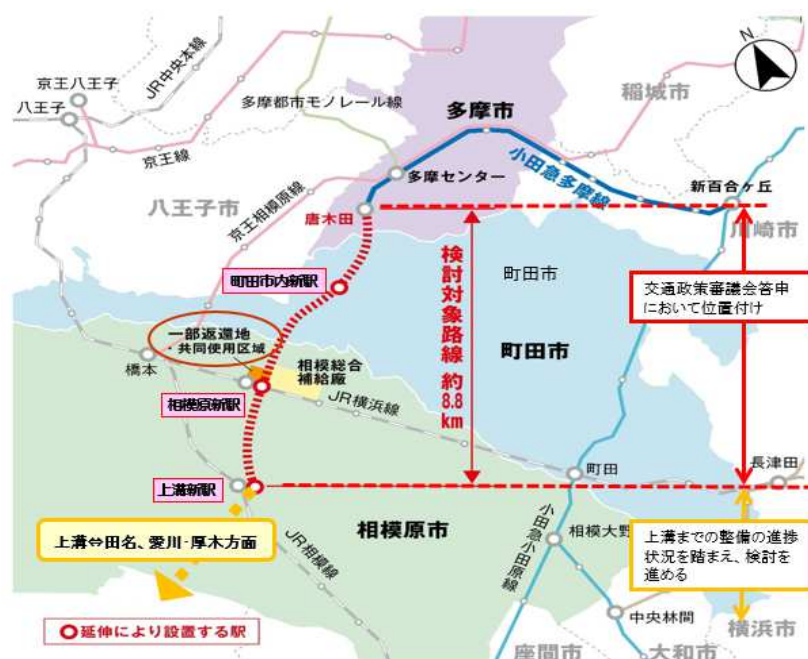 N
京王八王子
八王子
JR中央本線
多摩都市モノレール線
多摩市
稲城市
京王線
多摩センター
小田急多摩線
新百合ヶ丘
八王子市
京王相模原線
唐木田
川崎市
町田市内新駅
検討対象路線 約8.8km
町田市
交通政策審議会答申
において位置付け
一部返還地
・共同使用区域
町田市
橋本
相模総合
補給廠
相模原新駅
JR横浜線
上溝新駅
町田
長津田
相模原市
上溝⇔田名、愛川・厚木方面
JR相模線
小田急小田原線
相模大野
上溝までの整備の進捗
状況を踏まえ、検討を
進める
中央林間
横浜市
延伸により設置する駅
座間市
大和市